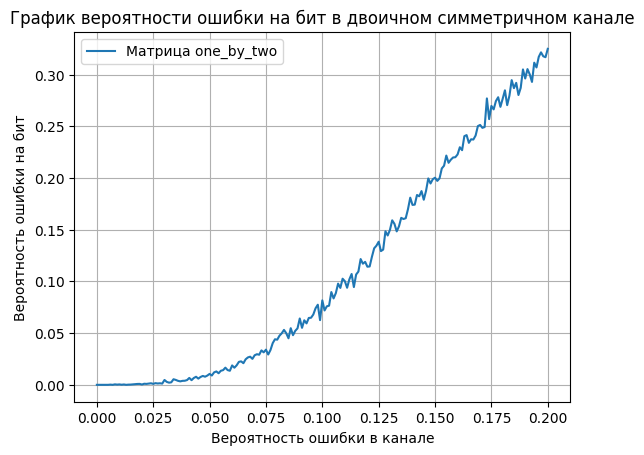 График вероятности ошибки на бит в двоичном симметричном канале
Матрица one_by_two
Вероятность ошибки на бит
0.30
0.25
0.20
0.15
0.10
0.05
0.00
0.000 0.025 0.050 0.075 0.100 0.125 0.150 0.175 0.200
Вероятность ошибки в канале